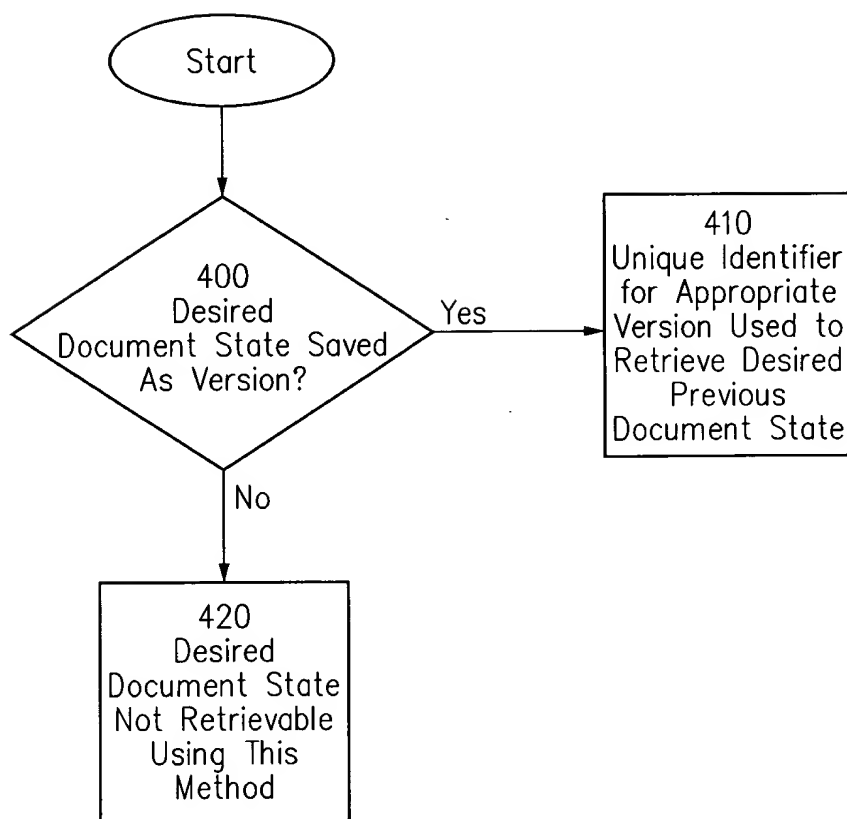 Start
400
Desired
Document State Saved
As Version?
Yes
410
Unique Identifier
for Appropriate
Version Used to
Retrieve Desired
Previous
Document State
No
420
Desired
Document State
Not Retrievable
Using This
Method